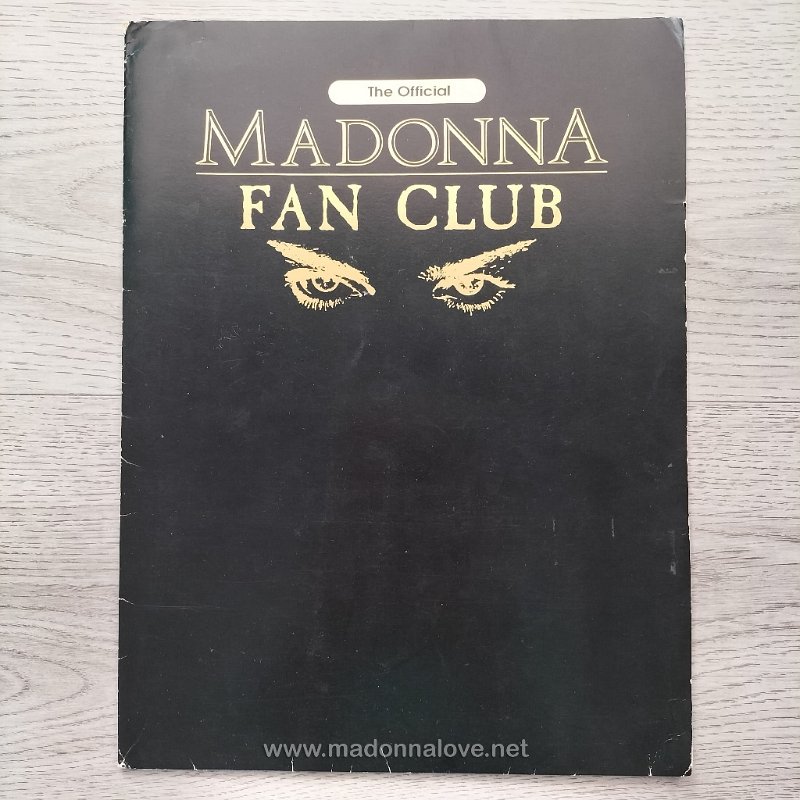 The Official
MADONNA
FAN CLUB
www.madonnalove.net